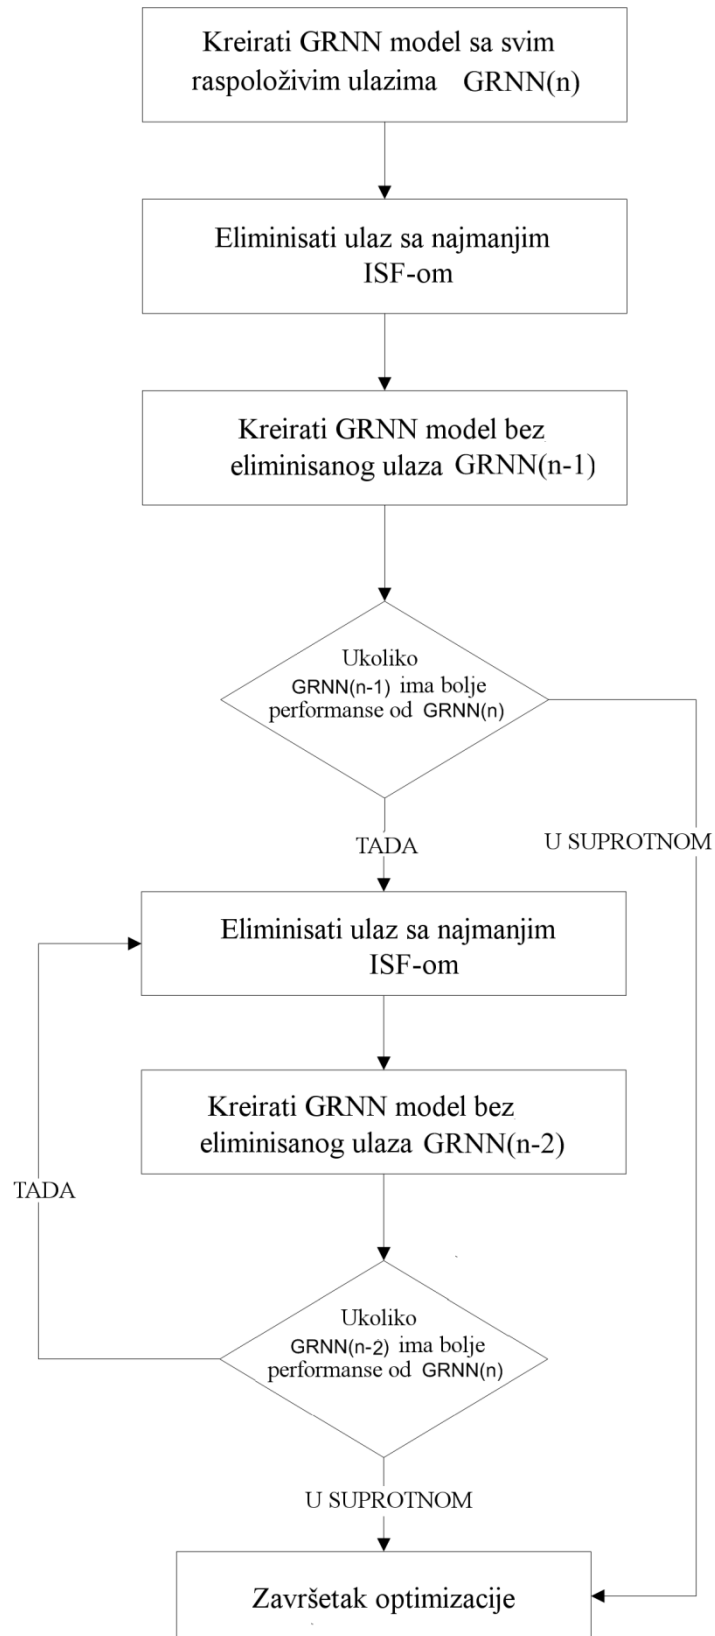 Kreirati GRNN model sa svim
raspoloživim ulazima GRNN(n)
Eliminisati ulaz sa najmanjim
ISF-om
Kreirati GRNN model bez
eliminisanog ulaza GRNN(n-1)
Ukoliko
GRNN(n-1) ima bolje
performanse od GRNN(n)
TADA
U SUPROTNOM
Eliminisati ulaz sa najmanjim
ISF-om
Kreirati GRNN model bez
eliminisanog ulaza GRNN(n-2)
TADA
Ukoliko
GRNN(n-2) ima bolje
performanse od GRNN(n)
U SUPROTNOM
Završetak optimizacije